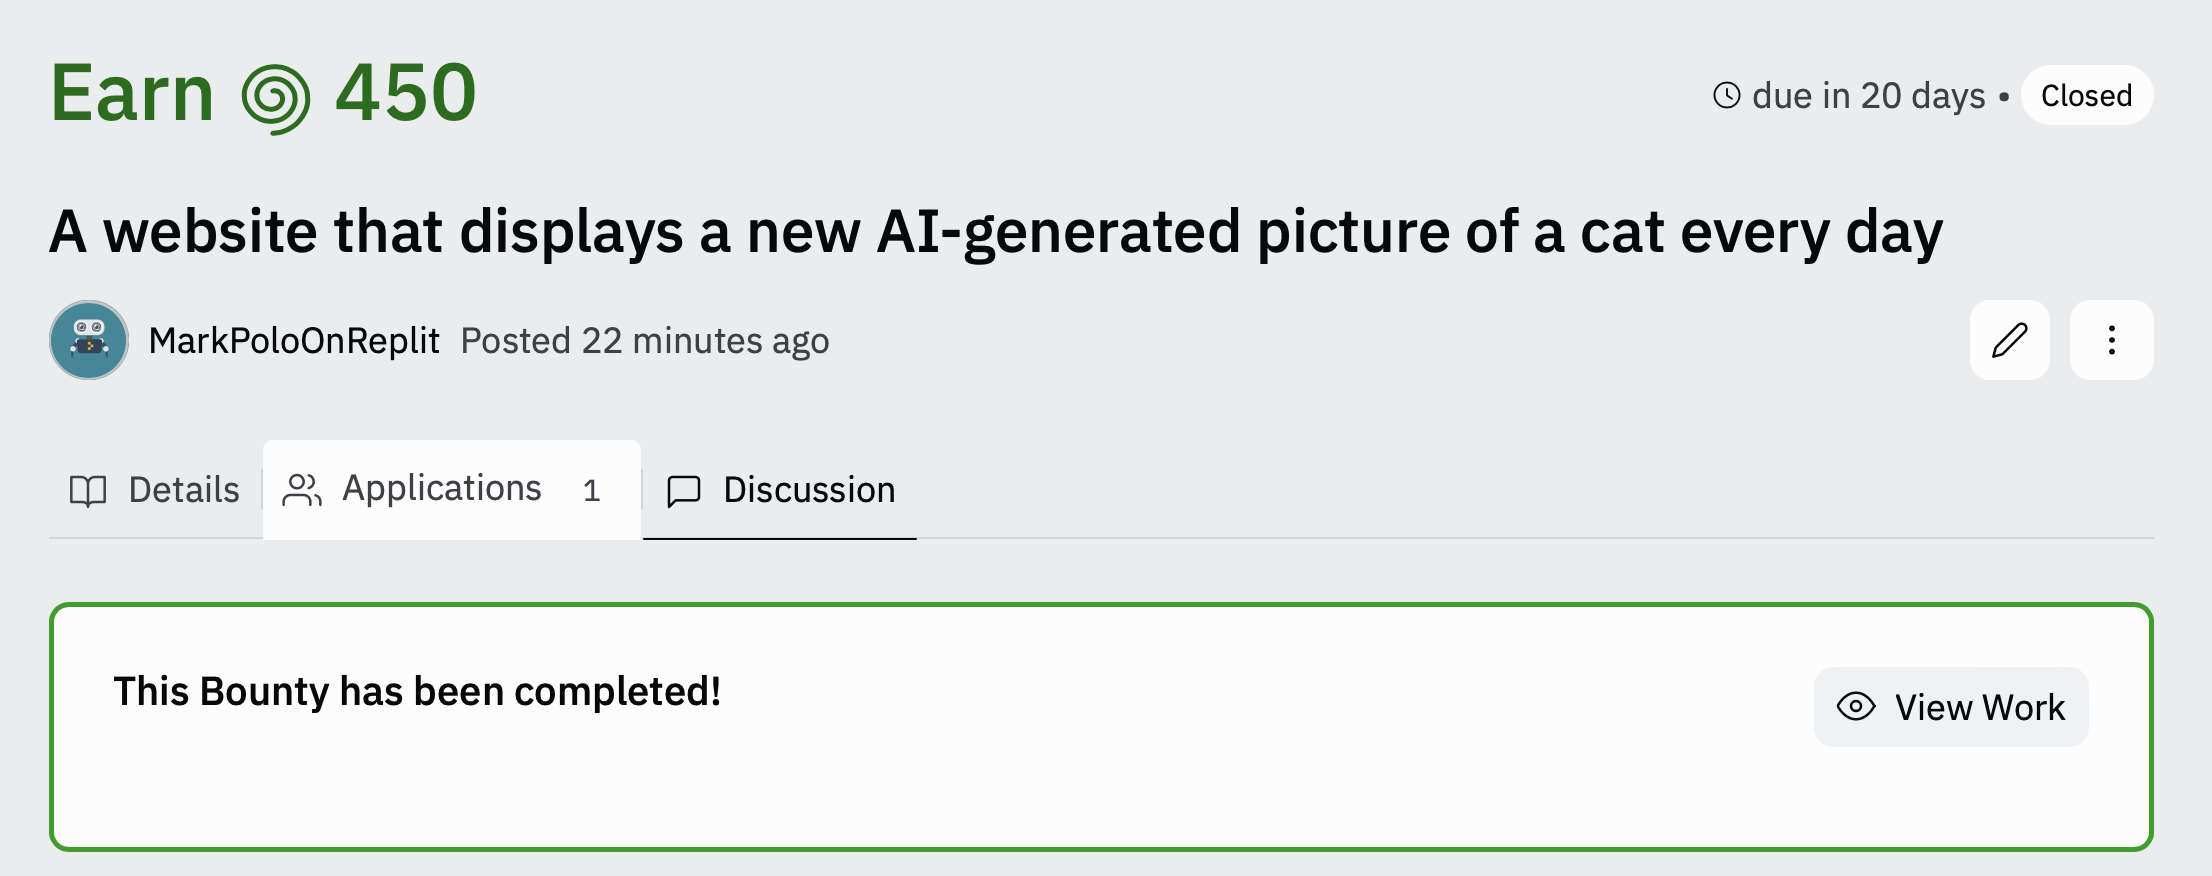 Earn 450
due in 20 days • Closed
A website that displays a new AI-generated picture of a cat every day
MarkPoloOnReplit Posted 22 minutes ago
Details Applications 1 Discussion
This Bounty has been completed!
View Work